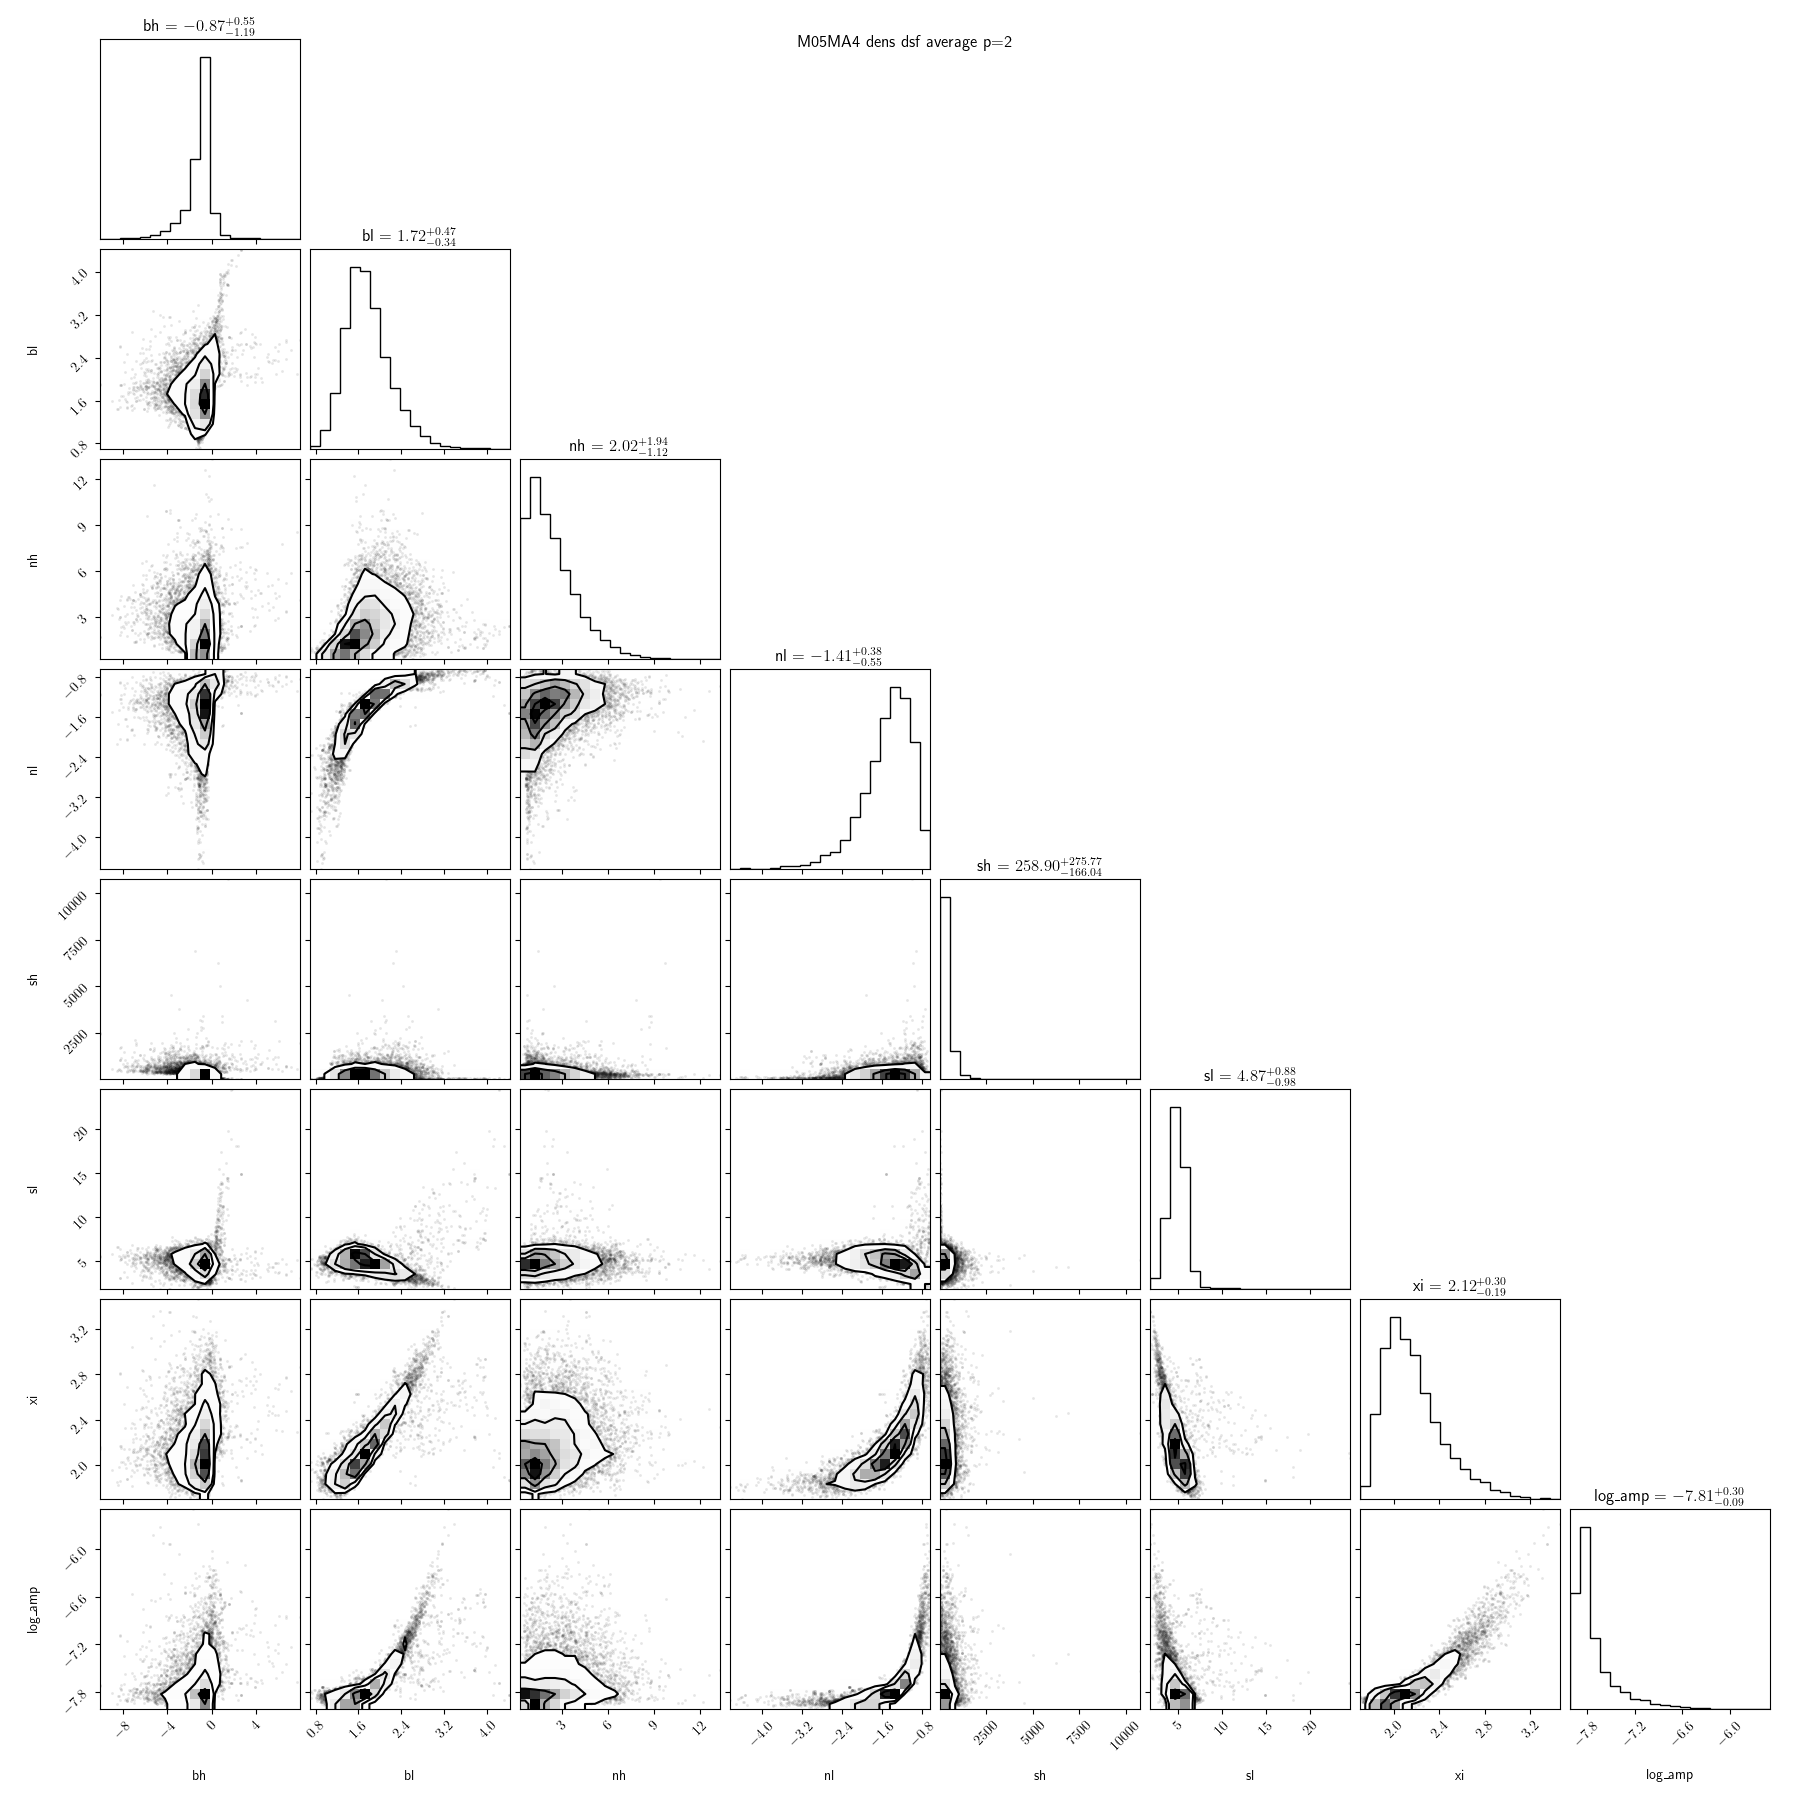 M05MA4 dens dsf average p=2
bh = −0.87 +0.55 −1.19
bl = 1.72 +0.47 −0.34
bl
4.0
3.2
2.4
1.6
0.8
nh = 2.02 +1.94 −1.12
nh
12
9
6
3
nl = −1.41 +0.38 −0.55
nl
−0.8
−1.6
−2.4
−3.2
−4.0
sh = 258.90 +275.77 −166.04
sh
10000
7500
5000
2500
sl = 4.87 +0.88 −0.98
sl
20
15
10
5
xi = 2.12 +0.30 −0.19
xi
3.2
2.8
2.4
2.0
log_amp = −7.81 +0.30 −0.09
log_amp
−6.0
−6.6
−7.2
−7.8
−8 −4 0 4 0.8 1.6 2.4 3.2 4.0 3 6 9 12 −4.0 −3.2 −2.4 −1.6 −0.8 2500 5000 7500 10000 5 10 15 20 2.0 2.4 2.8 3.2 −7.8 −7.2 −6.6 −6.0
bh bl nh nl sh sl xi log_amp